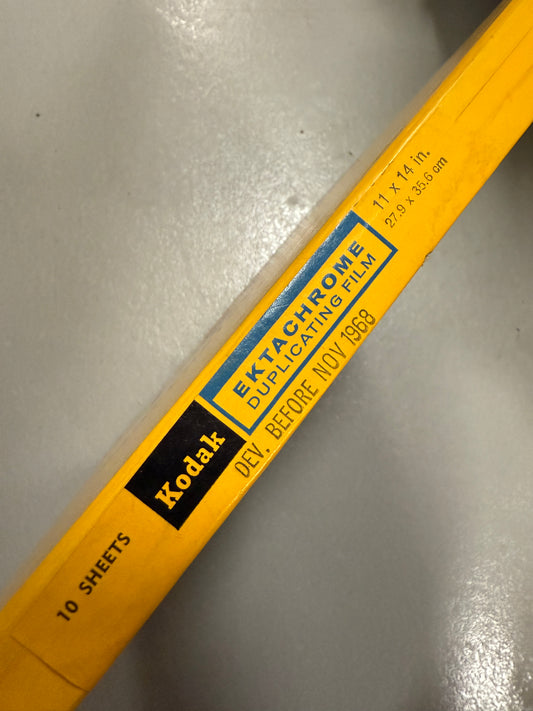 10 SHEETS
Kodak
EKTACHROME
DUPLICATING FILM
DEV. BEFORE NOV 1968
11 x 14 in.
27.9 x 35.6 cm